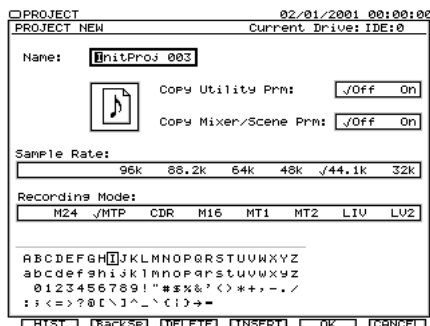 PROJECT 02/01/2001 00:00:00
PROJECT NEW Current Drive: IDE:0
Name: InitProj 003
Copy Utility Prm: √Off On
Copy Mixer/Scene Prm: √Off On
Sample Rate:
96k 88.2k 64k 48k √44.1k 32k
Recording Mode:
M24 √MTP CDR M16 MT1 MT2 LIV LV2
ABCDEFGHIJKLMNOPQRSTUVWXYZ
abcdefghijklmnopqrstuvwxyz
0123456789!"#$%&'()*+,-./
:;<=>?@[\]^_`{|}→←
HIST BackSp DELETE INSERT OK CANCEL